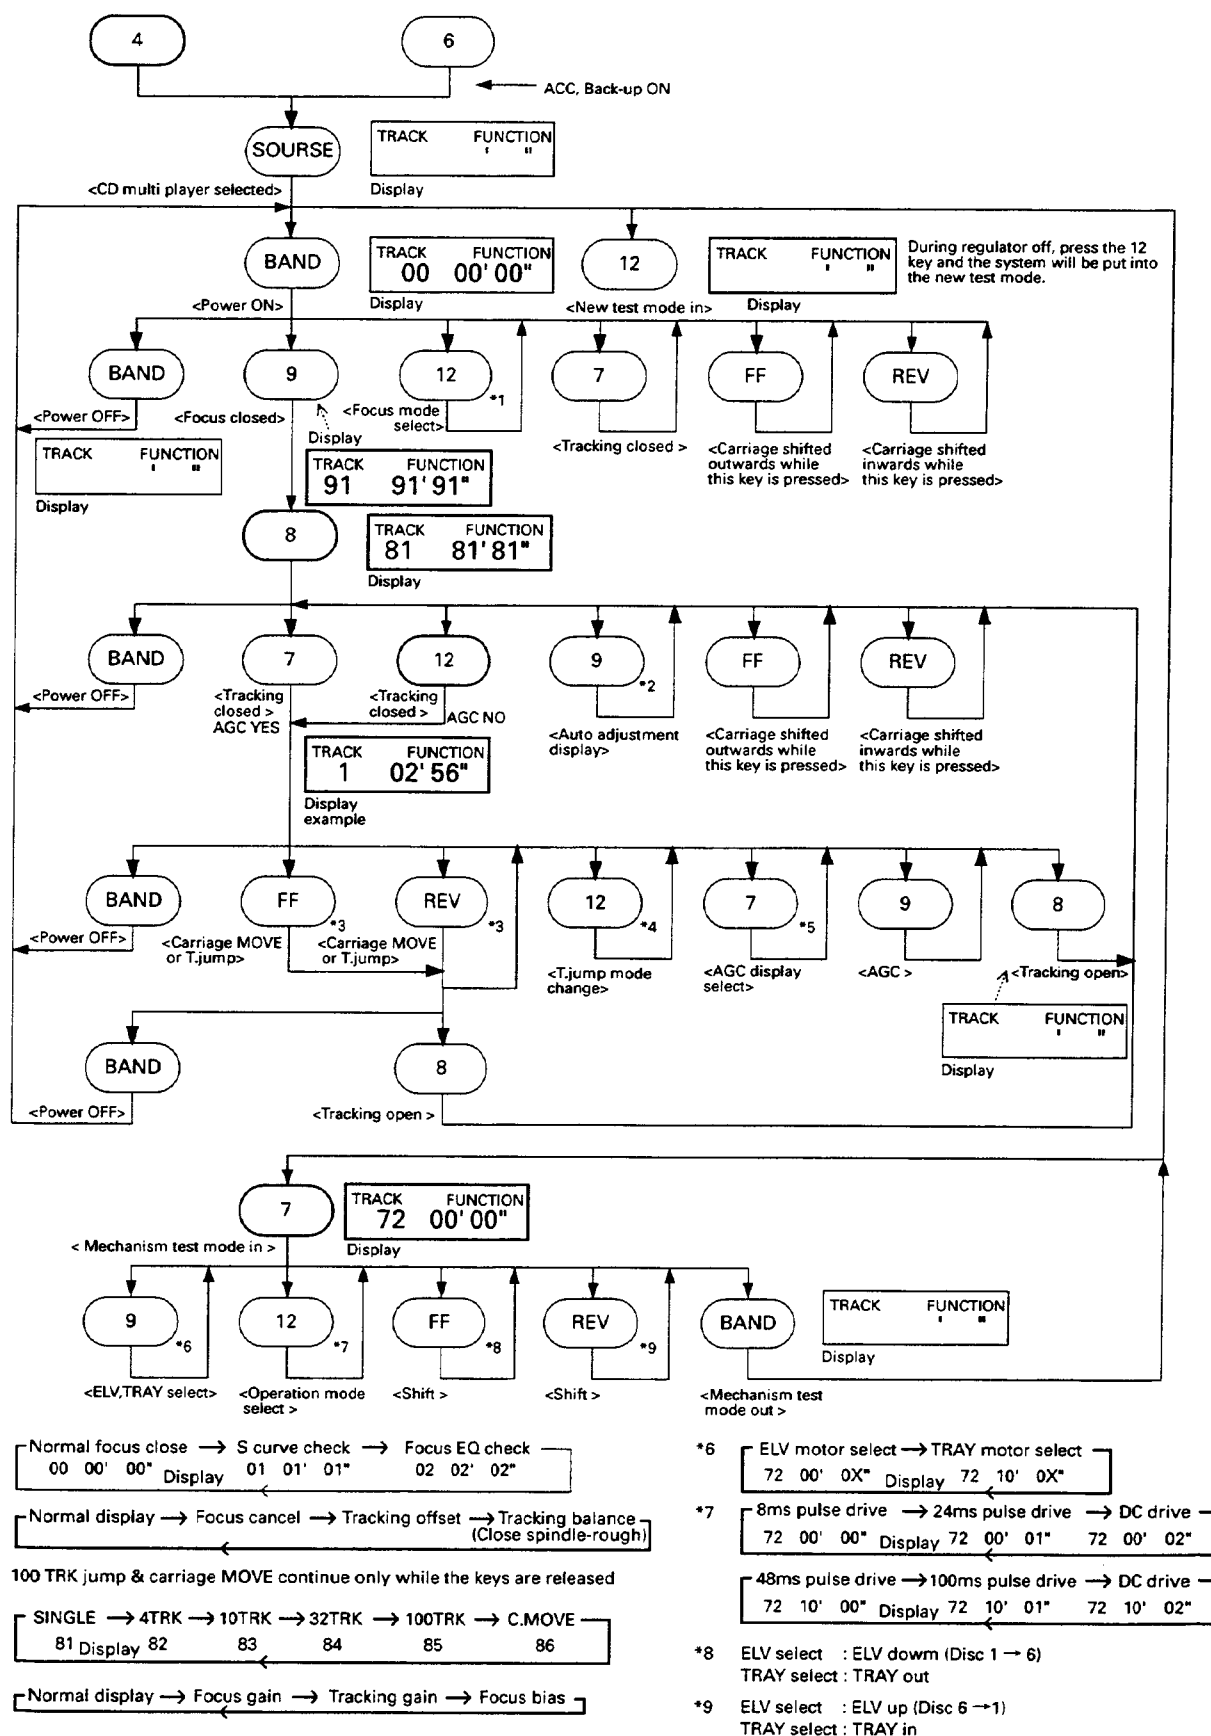 4
6
ACC, Back-up ON
SOURSE
TRACK FUNCTION
' "
Display
<CD multi player selected>
BAND
TRACK FUNCTION
00 00' 00"
Display
12
TRACK FUNCTION
' "
Display
During regulator off, press the 12
key and the system will be put into
the new test mode.
<Power ON>
<New test mode in>
BAND
9
12
*1
7
FF
REV
<Power OFF>
<Focus closed>
<Focus mode
select>
<Tracking closed >
<Carriage shifted
outwards while
this key is pressed>
<Carriage shifted
inwards while
this key is pressed>
TRACK FUNCTION
' "
Display
Display
TRACK FUNCTION
91 91' 91"
8
TRACK FUNCTION
81 81' 81"
Display
BAND
7
12
9
*2
FF
REV
<Power OFF>
<Tracking
closed >
AGC YES
<Tracking
closed >
AGC NO
<Auto adjustment
display>
<Carriage shifted
outwards while
this key is pressed>
<Carriage shifted
inwards while
this key is pressed>
TRACK FUNCTION
1 02' 56"
Display
example
BAND
FF
*3
REV
*3
12
*4
7
*5
9
8
<Power OFF>
<Carriage MOVE
or T.jump>
<Carriage MOVE
or T.jump>
<T.jump mode
change>
<AGC display
select>
<AGC >
<Tracking open>
TRACK FUNCTION
' "
Display
BAND
8
<Power OFF>
<Tracking open >
7
TRACK FUNCTION
72 00' 00"
Display
< Mechanism test mode in >
9
*6
12
*7
FF
*8
REV
*9
BAND
TRACK FUNCTION
' "
Display
<ELV,TRAY select>
<Operation mode
select >
<Shift >
<Shift >
<Mechanism test
mode out >
Normal focus close → S curve check → Focus EQ check
00 00' 00" Display 01 01' 01" 02 02' 02"
Normal display → Focus cancel → Tracking offset → Tracking balance
(Close spindle-rough)
100 TRK jump & carriage MOVE continue only while the keys are released
SINGLE → 4TRK → 10TRK → 32TRK → 100TRK → C.MOVE
81 Display 82 83 84 85 86
Normal display → Focus gain → Tracking gain → Focus bias
*6 ELV motor select → TRAY motor select
72 00' 0X" Display 72 10' 0X"
*7 8ms pulse drive → 24ms pulse drive → DC drive
72 00' 00" Display 72 00' 01" 72 00' 02"
48ms pulse drive → 100ms pulse drive → DC drive
72 10' 00" Display 72 10' 01" 72 10' 02"
*8 ELV select : ELV dowm (Disc 1 → 6)
TRAY select : TRAY out
*9 ELV select : ELV up (Disc 6 → 1)
TRAY select : TRAY in